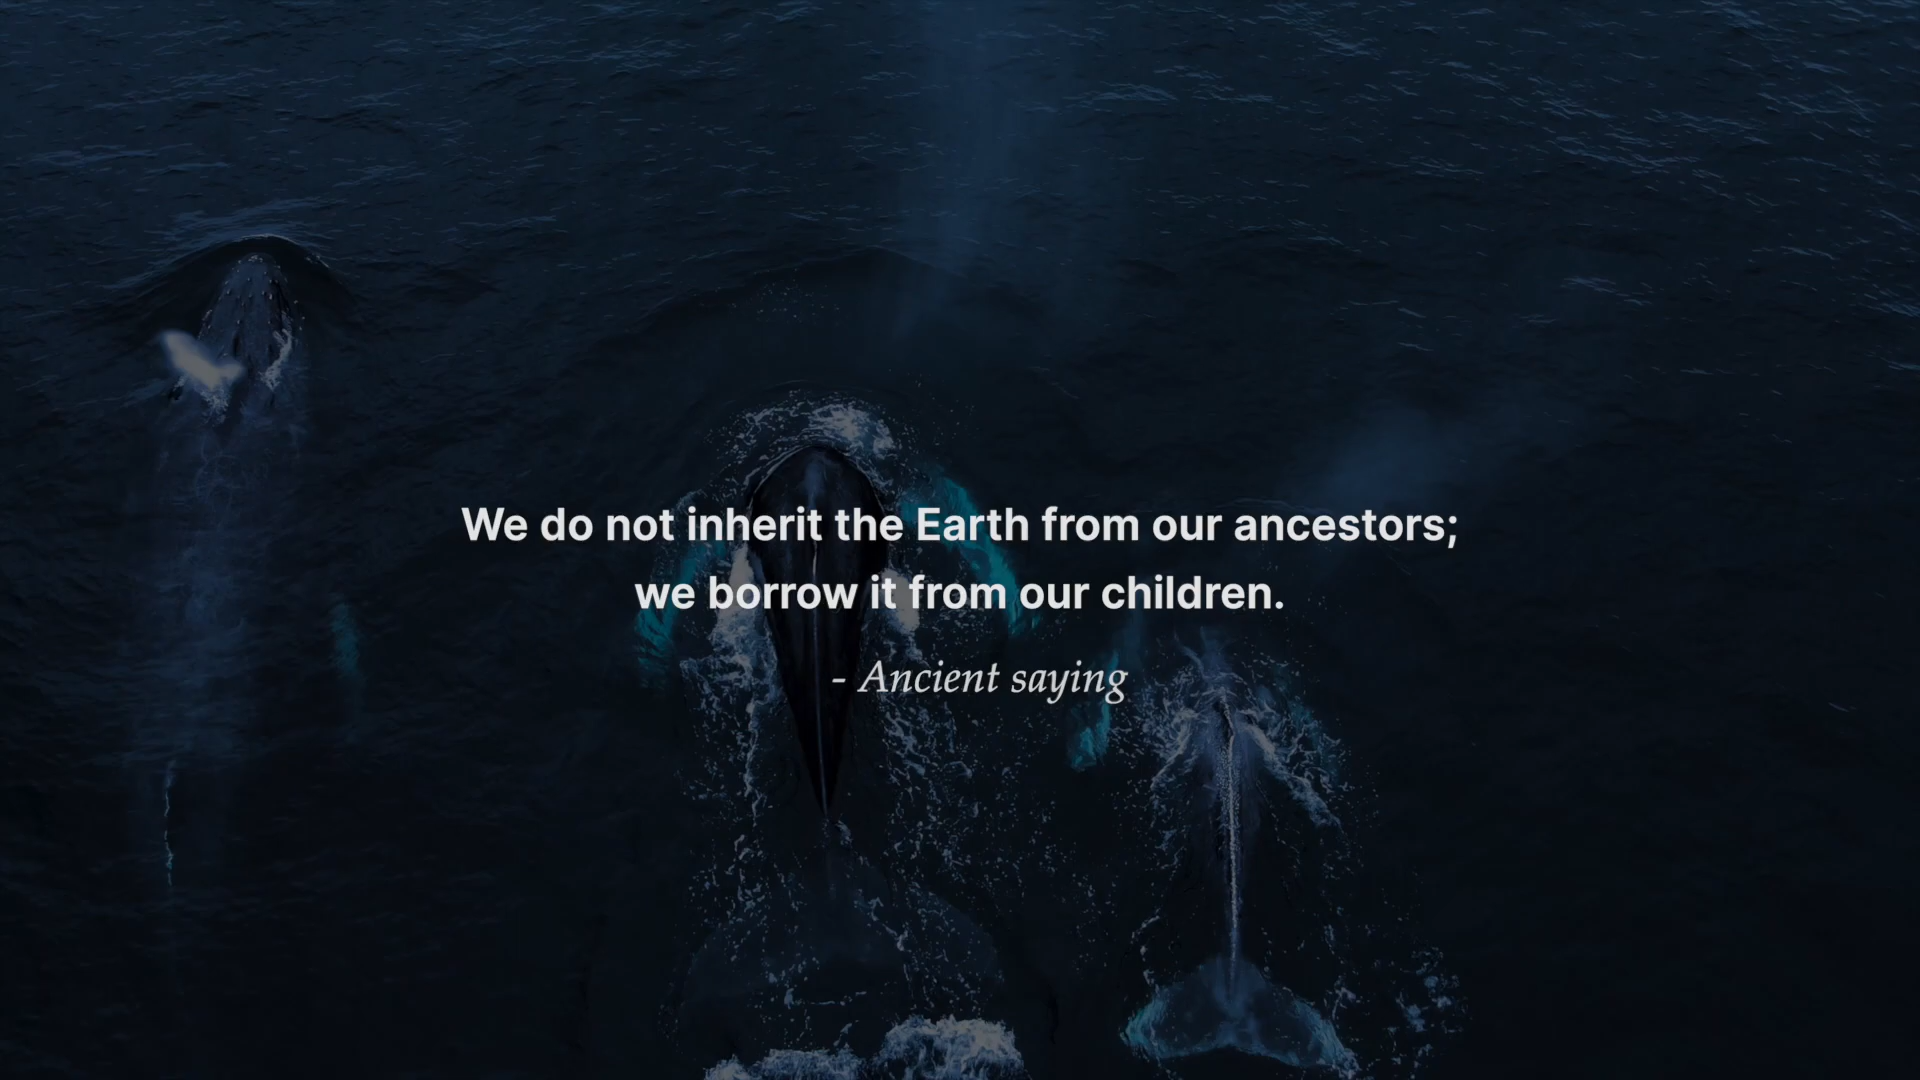 We do not inherit the Earth from our ancestors;
we borrow it from our children.
- Ancient saying